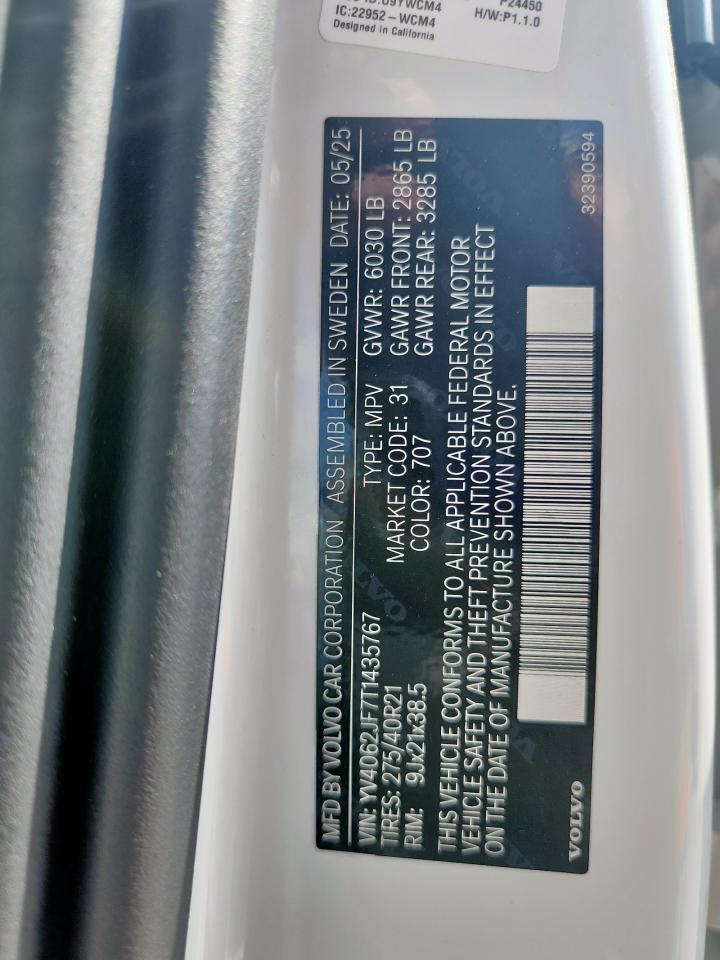 IC:22952-WCM4
P24450
H/W:P1.1.0
Designed in California
MFD BY VOLVO CAR CORPORATION ASSEMBLED IN SWEDEN DATE: 05/25
VIN: YV4062JF7T1435767 TYPE: MPV GVWR: 6030 LB
TIRES: 275/40R21 MARKET CODE: 31 GAWR FRONT: 2865 LB
RIM: 9Jx21x38.5 COLOR: 707 GAWR REAR: 3285 LB
THIS VEHICLE CONFORMS TO ALL APPLICABLE FEDERAL MOTOR
VEHICLE SAFETY AND THEFT PREVENTION STANDARDS IN EFFECT
ON THE DATE OF MANUFACTURE SHOWN ABOVE.
VOLVO
32390594